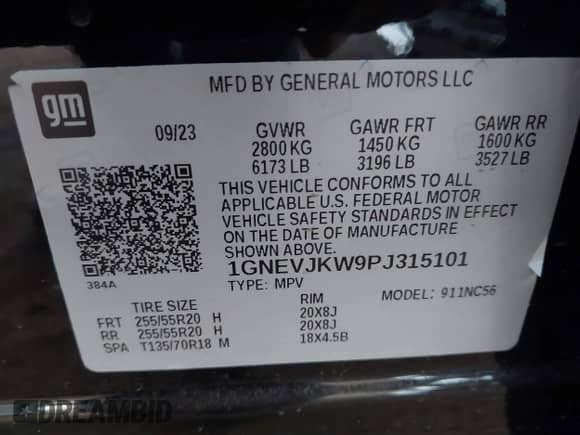 gm
MFD BY GENERAL MOTORS LLC
09/23 GVWR GAWR FRT GAWR RR
2800 KG 1450 KG 1600 KG
6173 LB 3196 LB 3527 LB
THIS VEHICLE CONFORMS TO ALL
APPLICABLE U.S. FEDERAL MOTOR
VEHICLE SAFETY STANDARDS IN EFFECT
ON THE DATE OF MANUFACTURE
SHOWN ABOVE.
384A
1GNEVJKW9PJ315101
TYPE: MPV MODEL: 911NC56
TIRE SIZE RIM
FRT 255/55R20 H 20X8J
RR 255/55R20 H 20X8J
SPA T135/70R18 M 18X4.5B
DREAMBID